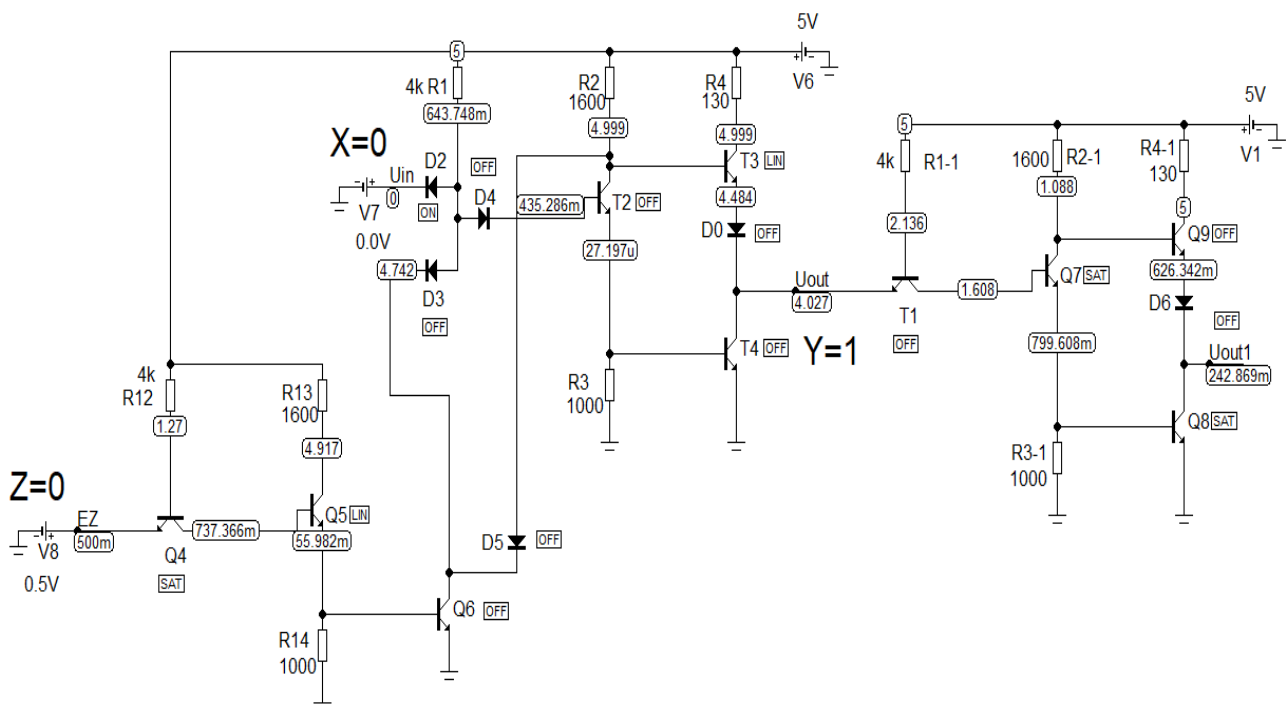 5V
5
V6
4k R1
R2
1600
R4
130
643.748m
4.999
4.999
5V
5
V1
X=0
D2
OFF
Uin
0
ON
V7
0.0V
D4
435.286m
T2 OFF
T3 LIN
4.484
D0 OFF
27.197u
4.742
D3
OFF
4k
R1-1
1600
R2-1
1.088
R4-1
130
5
2.136
Q9 OFF
626.342m
Q7 SAT
1.608
D6
OFF
Uout
4.027
T1
OFF
Y=1
T4 OFF
799.608m
Uout1
242.869m
Q8 SAT
R3
1000
R3-1
1000
4k
R12
R13
1600
1.27
4.917
Z=0
EZ
500m
V8
0.5V
737.366m
Q4
SAT
Q5 LIN
55.982m
D5 OFF
Q6 OFF
R14
1000